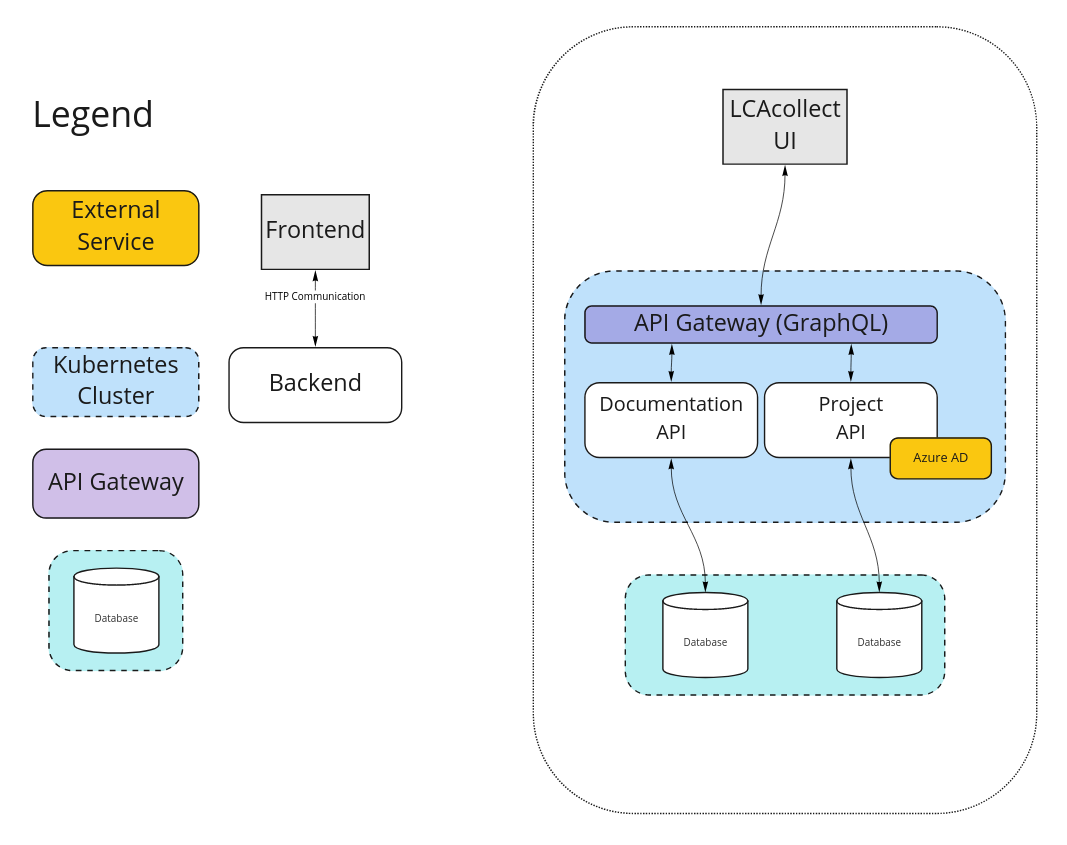 Legend
External
Service
Frontend
HTTP Communication
Kubernetes
Cluster
Backend
API Gateway
Database
LCAcollect
UI
API Gateway (GraphQL)
Documentation
API
Project
API
Azure AD
Database
Database